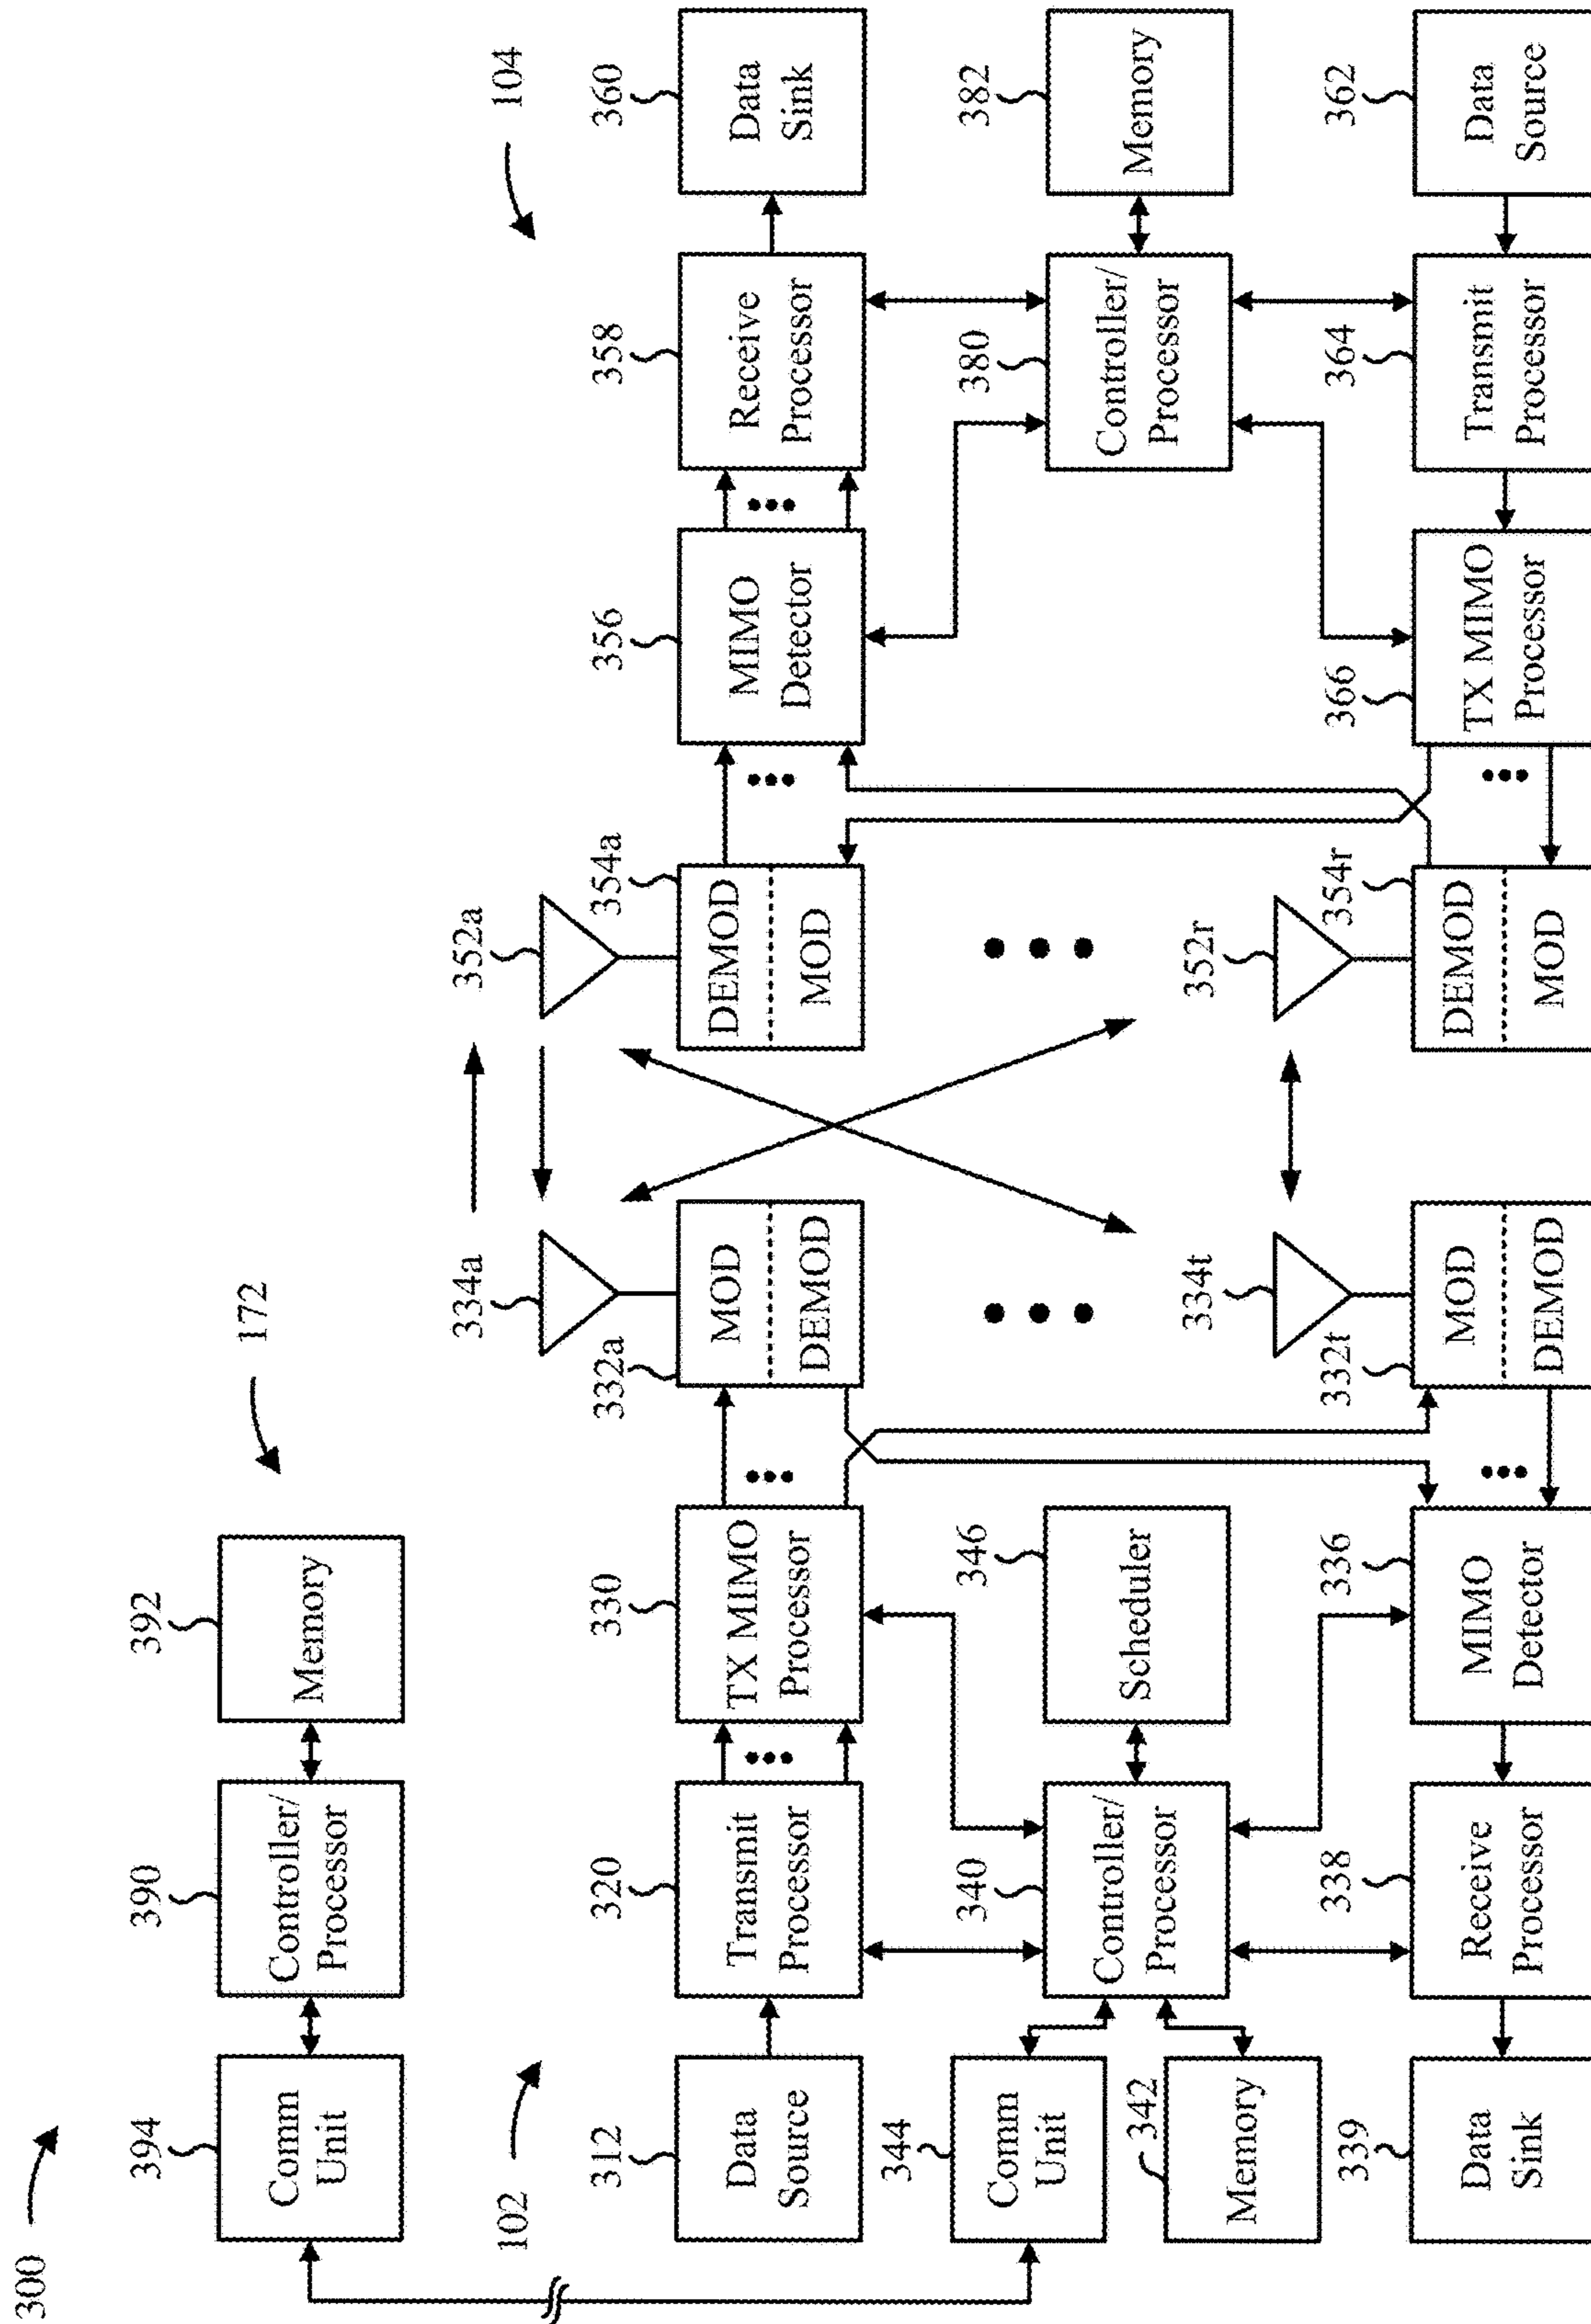 300
394
Comm
Unit
390
Controller/
Processor
392
Memory
172
102
312
Data
Source
320
Transmit
Processor
330
TX MIMO
Processor
332a
MOD
DEMOD
334a
352a
354a
DEMOD
MOD
356
MIMO
Detector
358
Receive
Processor
360
Data
Sink
104
344
Comm
Unit
342
Memory
340
Controller/
Processor
346
Scheduler
380
Controller/
Processor
382
Memory
339
Data
Sink
338
Receive
Processor
336
MIMO
Detector
332t
MOD
DEMOD
334t
352r
354r
DEMOD
MOD
366
TX MIMO
Processor
364
Transmit
Processor
362
Data
Source